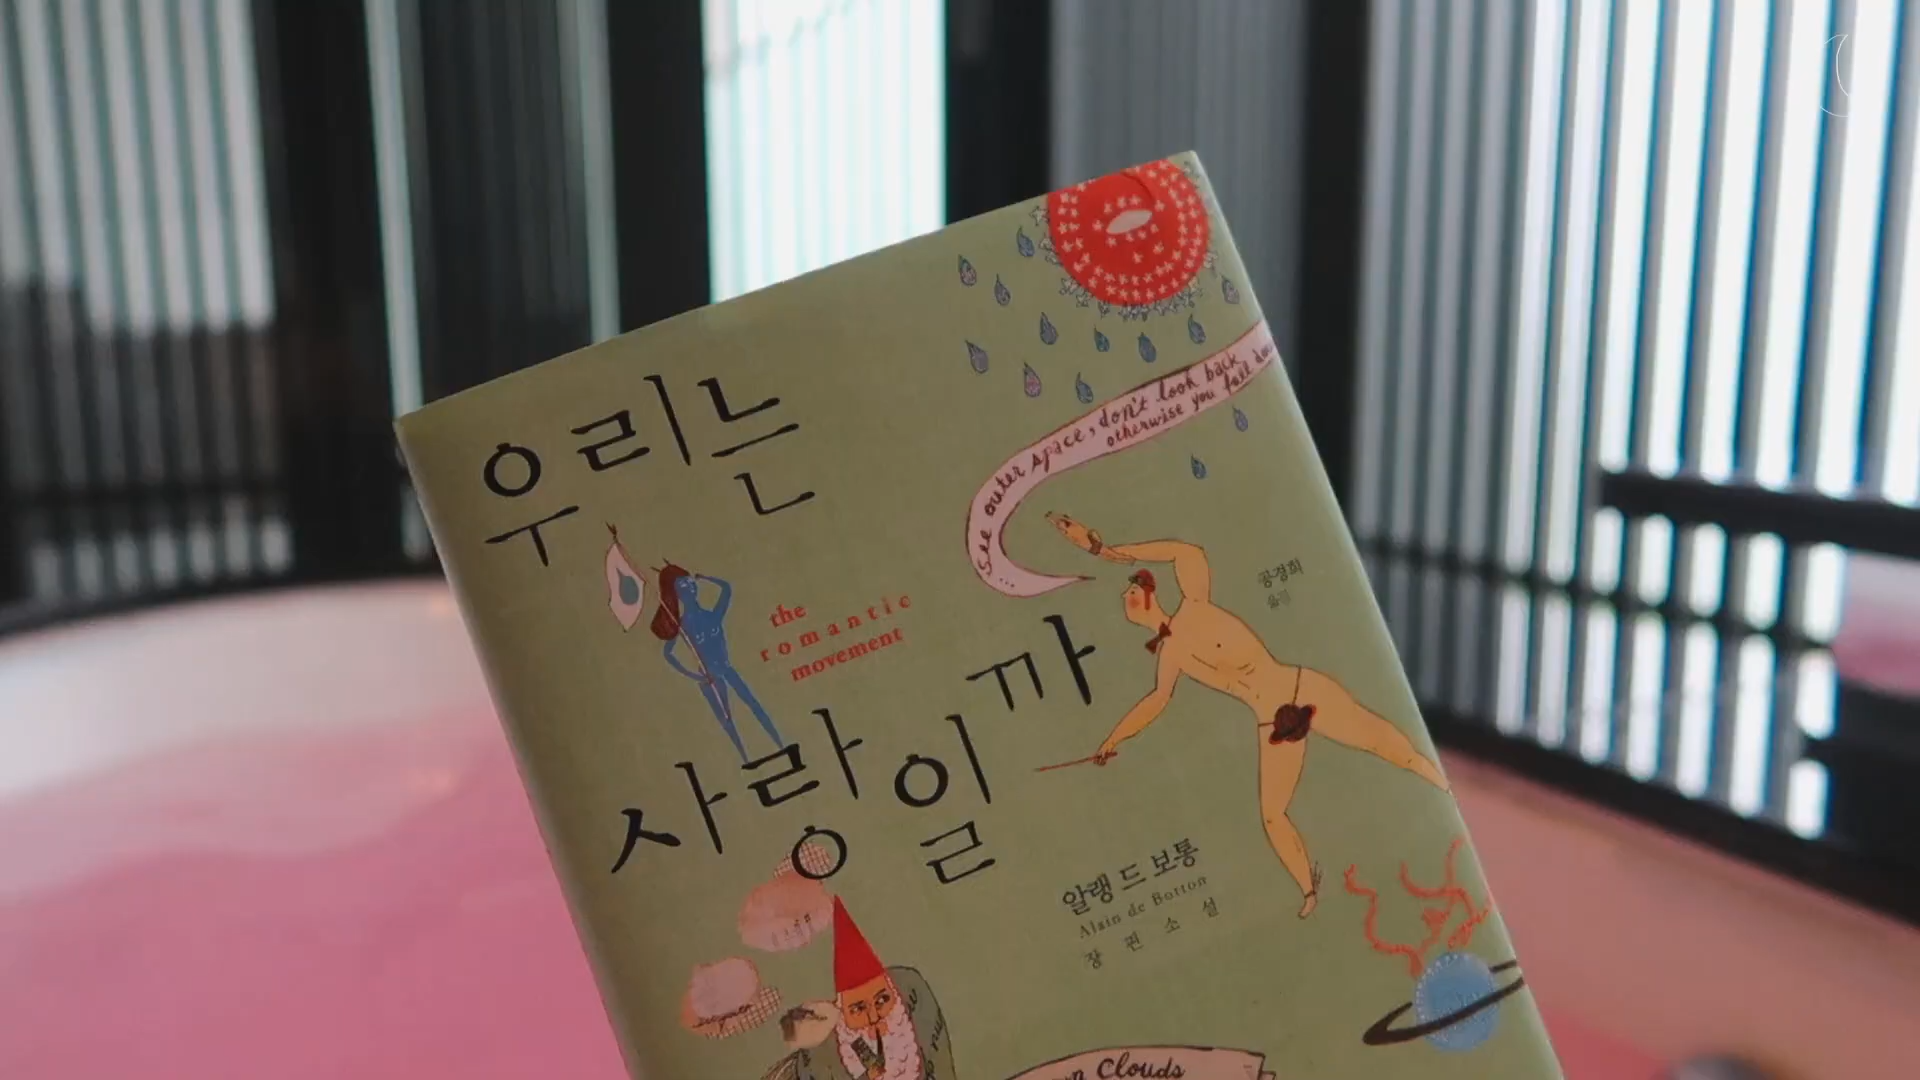 우리는
사랑일까
the
romantic
movement
see outer space, don't look back
otherwise you fall
공경희
옮김
알랭 드 보통
Alain de Botton
장편소설
Clouds